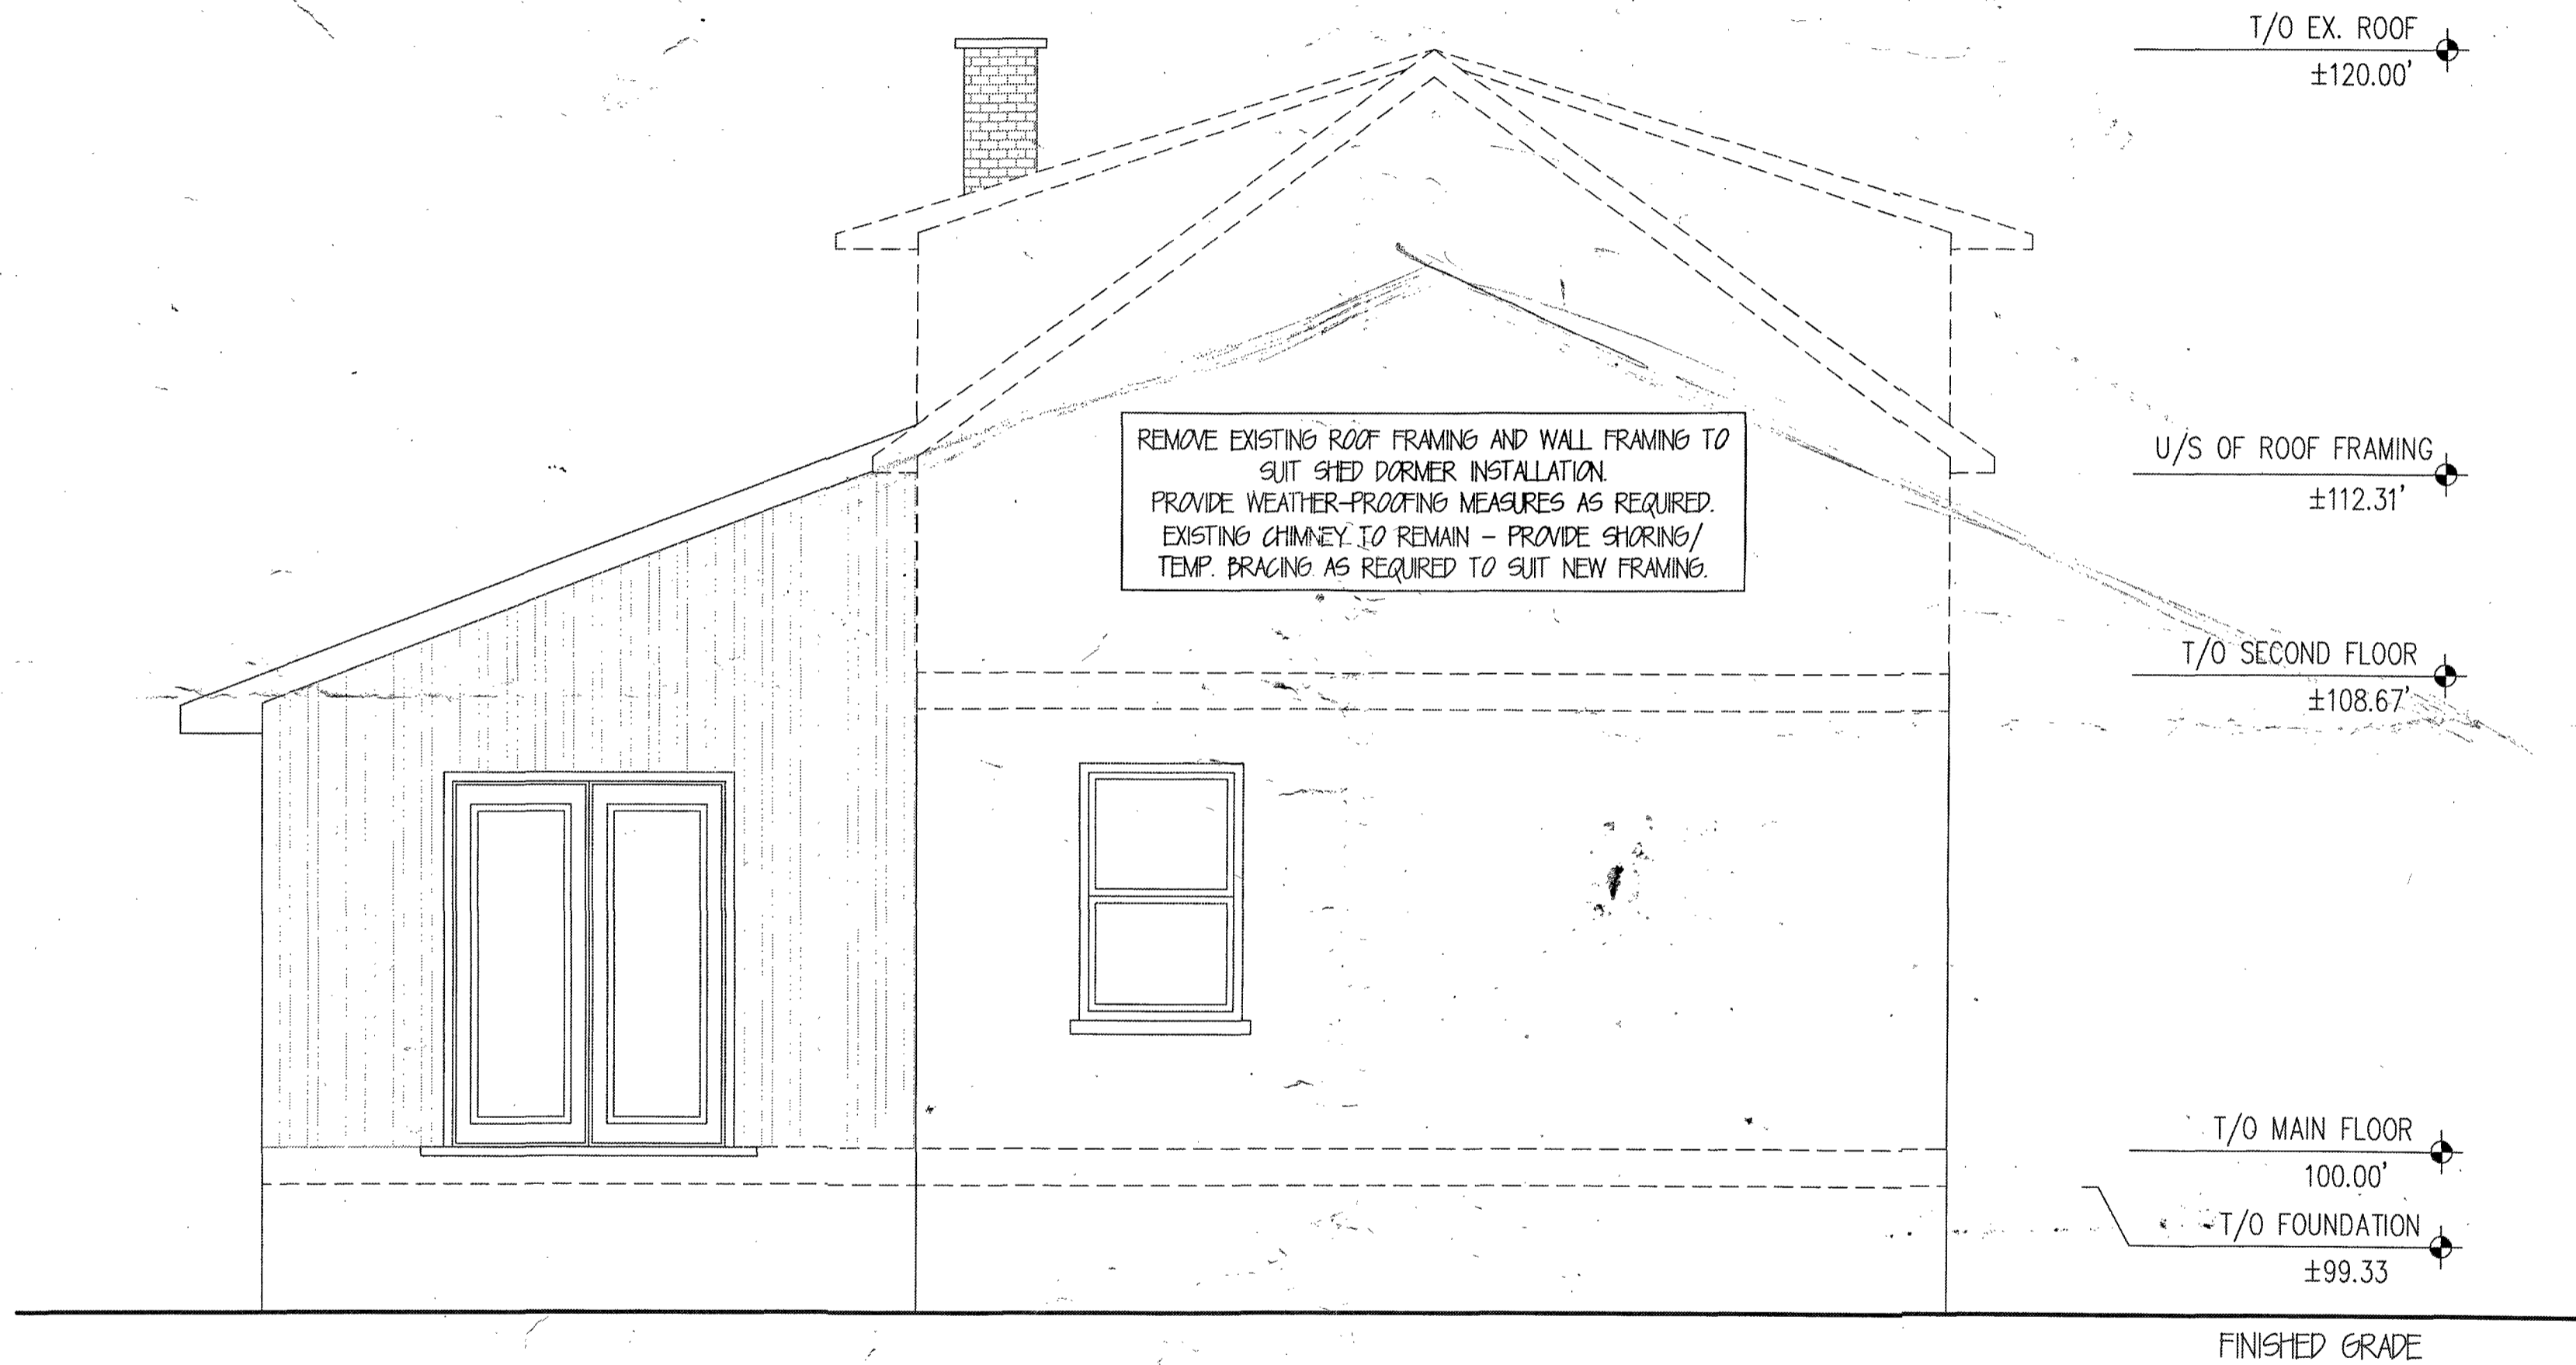 T/O EX. ROOF
±120.00'
REMOVE EXISTING ROOF FRAMING AND WALL FRAMING TO
SUIT SHED DORMER INSTALLATION.
PROVIDE WEATHER-PROOFING MEASURES AS REQUIRED.
EXISTING CHIMNEY TO REMAIN - PROVIDE SHORING/
TEMP. BRACING AS REQUIRED TO SUIT NEW FRAMING.
U/S OF ROOF FRAMING
±112.31'
T/O SECOND FLOOR
±108.67'
T/O MAIN FLOOR
100.00'
T/O FOUNDATION
±99.33
FINISHED GRADE